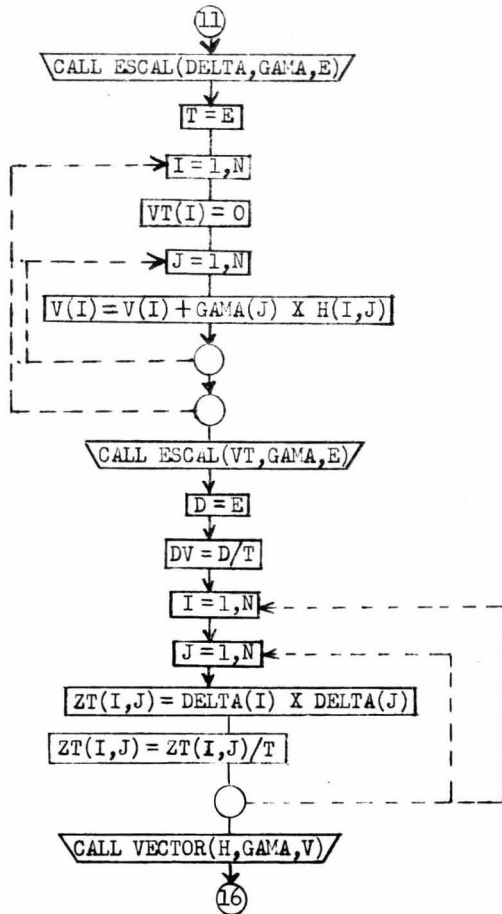 11
CALL ESCAL(DELTA,GAMA,E)
T=E
I=1,N
VT(I)=0
J=1,N
V(I)=V(I)+GAMA(J) X H(I,J)
CALL ESCAL(VT,GAMA,E)
D=E
DV=D/T
I=1,N
J=1,N
ZT(I,J)=DELTA(I) X DELTA(J)
ZT(I,J)=ZT(I,J)/T
CALL VECTOR(H,GAMA,V)
16